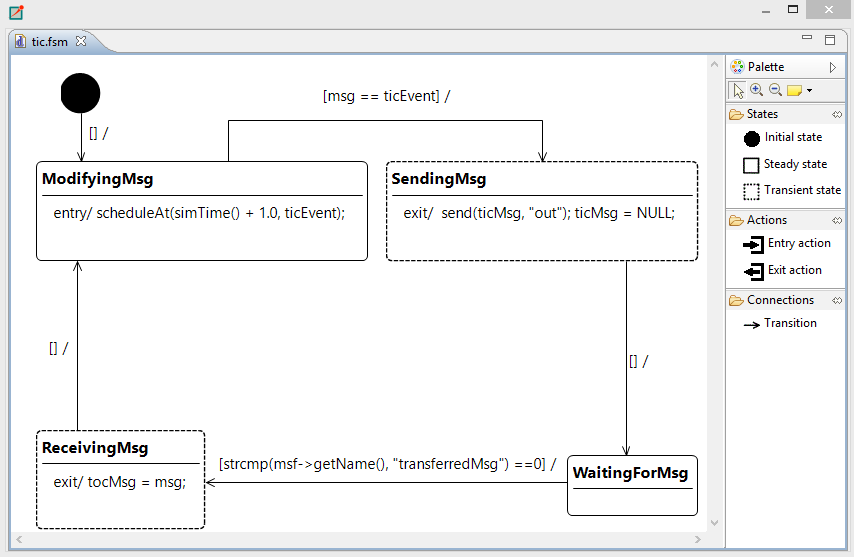 tic.fsm
[msg == ticEvent] /
[] /
ModifyingMsg
entry/ scheduleAt(simTime() + 1.0, ticEvent);
SendingMsg
exit/  send(ticMsg, "out"); ticMsg = NULL;
[] /
[] /
ReceivingMsg
exit/ tocMsg = msg;
[strcmp(msf->getName(), "transferredMsg") ==0] /
WaitingForMsg
Palette
States
Initial state
Steady state
Transient state
Actions
Entry action
Exit action
Connections
Transition